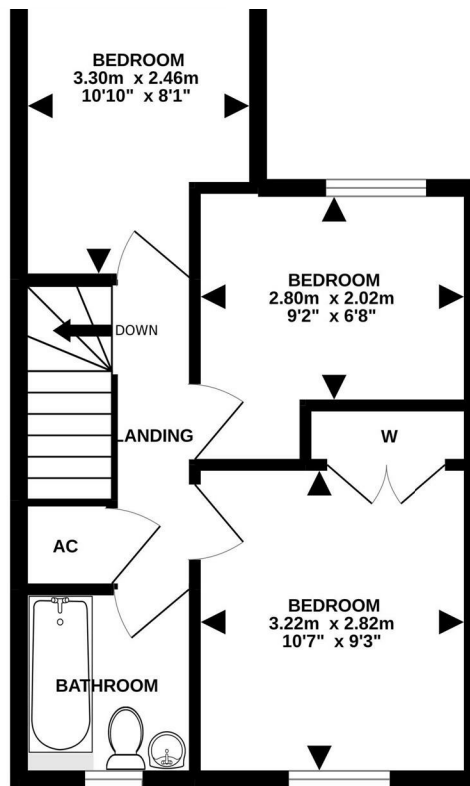 BEDROOM
3.30m x 2.46m
10'10" x 8'1"
BEDROOM
2.80m x 2.02m
9'2" x 6'8"
DOWN
LANDING
W
AC
BEDROOM
3.22m x 2.82m
10'7" x 9'3"
BATHROOM